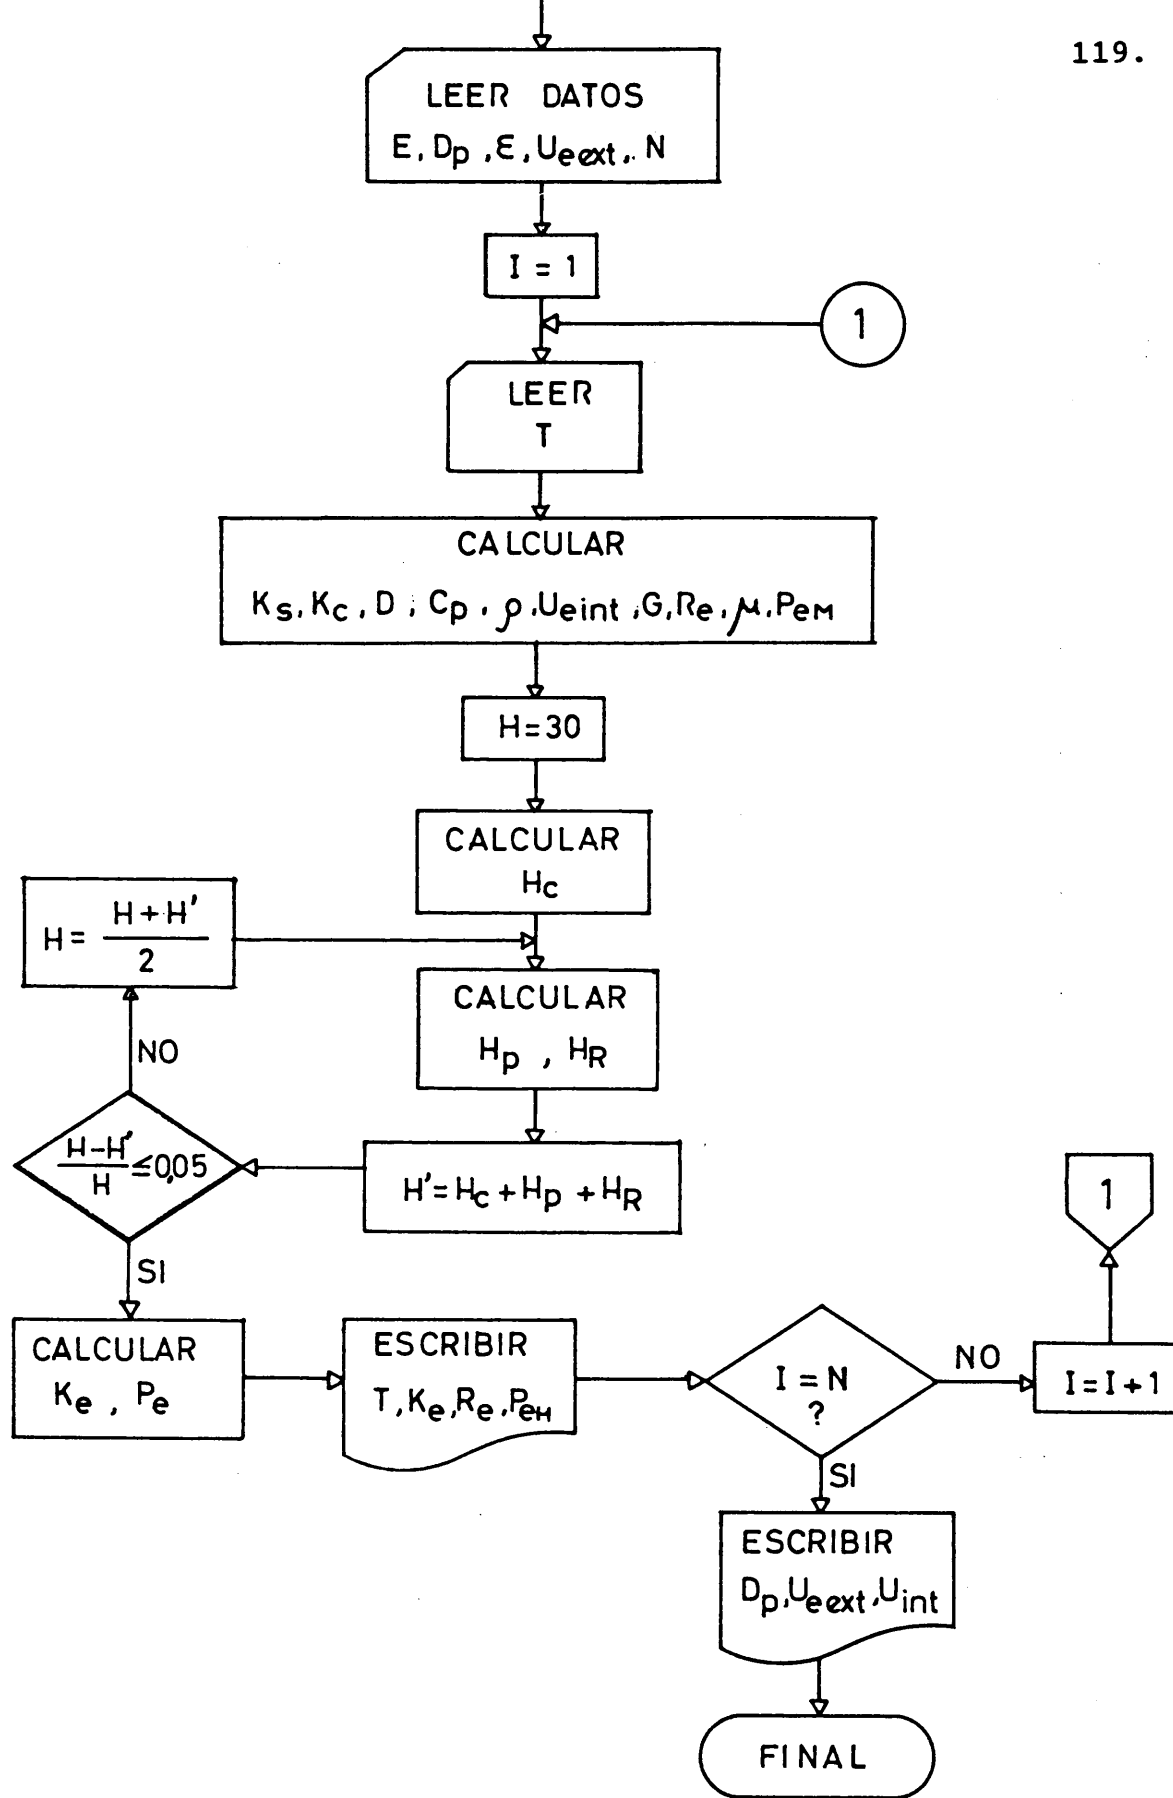 119.
LEER DATOS
E, Dp, Ɛ, Ueext, N
I = 1
1
LEER
T
CALCULAR
Ks, Kc, D, Cp, ρ, Ueint, G, Re, μ, PeM
H=30
CALCULAR
Hc
H= H + H'
2
CALCULAR
Hp , HR
NO
H-H'
H ≤0,05
H'= Hc + Hp + HR
1
SI
CALCULAR
Ke , Pe
ESCRIBIR
T, Ke, Re, PeM
I = N
?
NO
I=I+1
SI
ESCRIBIR
Dp, Ueext, Uint
FINAL